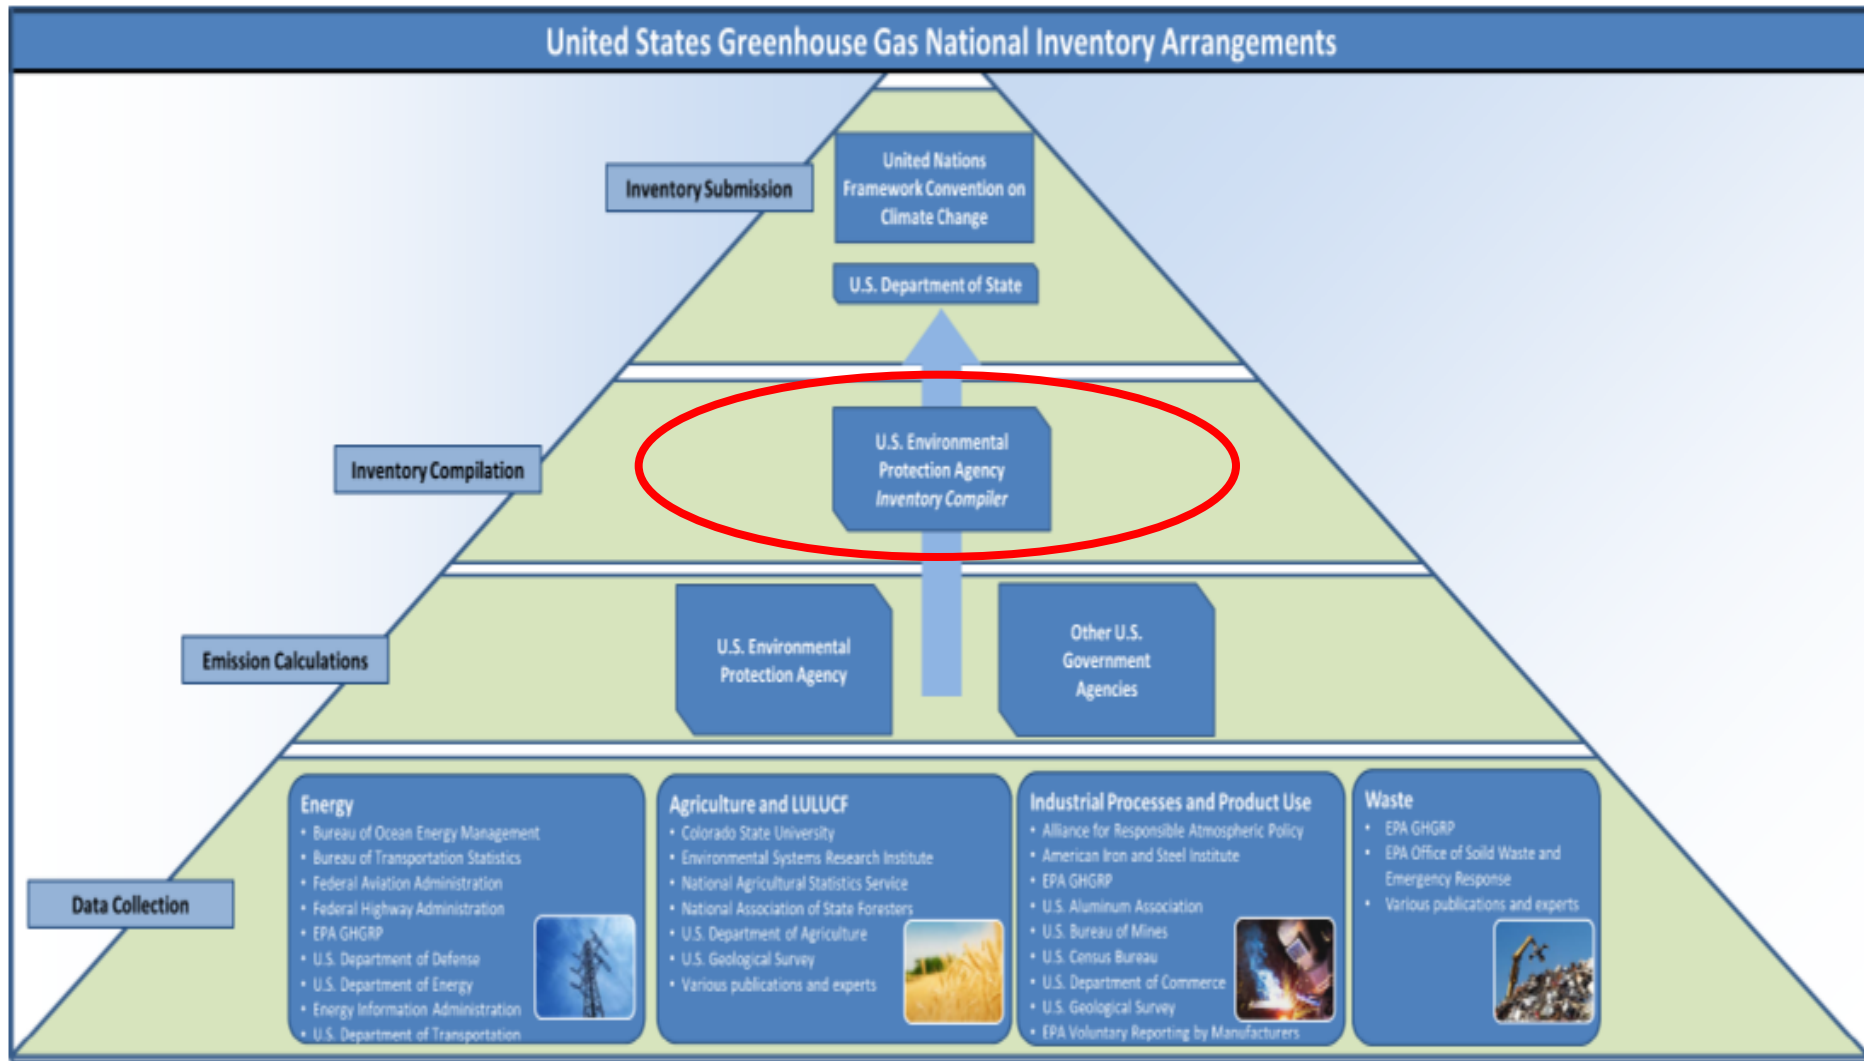 United States Greenhouse Gas National Inventory Arrangements
Inventory Submission
United Nations
Framework Convention on
Climate Change
U.S. Department of State
Inventory Compilation
U.S. Environmental
Protection Agency
Inventory Compiler
Emission Calculations
U.S. Environmental
Protection Agency
Other U.S.
Government
Agencies
Data Collection
Energy
• Bureau of Ocean Energy Management
• Bureau of Transportation Statistics
• Federal Aviation Administration
• Federal Highway Administration
• EPA GHGRP
• U.S. Department of Defense
• U.S. Department of Energy
• Energy Information Administration
• U.S. Department of Transportation
Agriculture and LULUCF
• Colorado State University
• Environmental Systems Research Institute
• National Agricultural Statistics Service
• National Association of State Foresters
• U.S. Department of Agriculture
• U.S. Geological Survey
• Various publications and experts
Industrial Processes and Product Use
• Alliance for Responsible Atmospheric Policy
• American Iron and Steel Institute
• EPA GHGRP
• U.S. Aluminum Association
• U.S. Bureau of Mines
• U.S. Census Bureau
• U.S. Department of Commerce
• U.S. Geological Survey
• EPA Voluntary Reporting by Manufacturers
Waste
• EPA GHGRP
• EPA Office of Soild Waste and
Emergency Response
• Various publications and experts